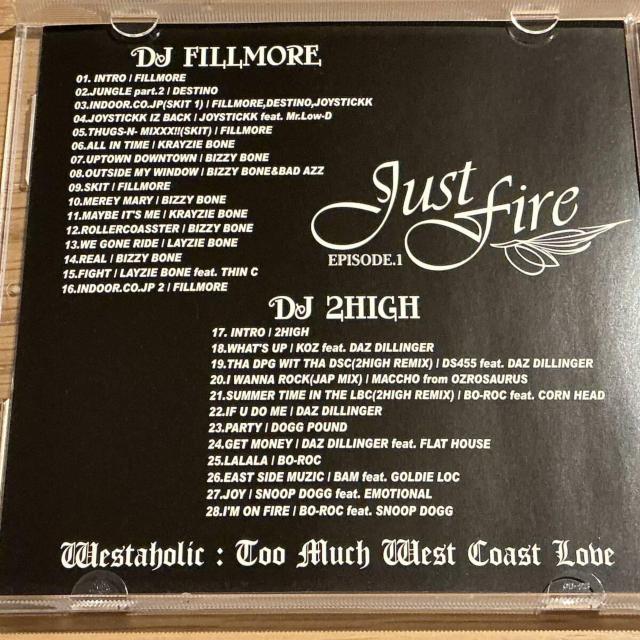 DJ FILLMORE
01. INTRO / FILLMORE
02.JUNGLE part.2 / DESTINO
03.INDOOR.CO.JP(SKIT 1) / FILLMORE,DESTINO,JOYSTICKK
04.JOYSTICKK IZ BACK / JOYSTICKK feat. Mr.Low-D
05.THUGS-N- MIXXX!!(SKIT) / FILLMORE
06.ALL IN TIME / KRAYZIE BONE
07.UPTOWN DOWNTOWN / BIZZY BONE
08.OUTSIDE MY WINDOW / BIZZY BONE&BAD AZZ
09.SKIT / FILLMORE
10.MEREY MARY / BIZZY BONE
11.MAYBE IT'S ME / KRAYZIE BONE
12.ROLLERCOASSTER / BIZZY BONE
13.WE GONE RIDE / LAYZIE BONE
14.REAL / BIZZY BONE
15.FIGHT / LAYZIE BONE feat. THIN C
16.INDOOR.CO.JP 2 / FILLMORE
Just Fire
EPISODE.1
DJ 2HIGH
17. INTRO / 2HIGH
18.WHAT'S UP / KOZ feat. DAZ DILLINGER
19.THA DPG WIT THA DSC(2HIGH REMIX) / DS455 feat. DAZ DILLINGER
20.I WANNA ROCK(JAP MIX) / MACCHO from OZROSAURUS
21.SUMMER TIME IN THE LBC(2HIGH REMIX) / BO-ROC feat. CORN HEAD
22.IF U DO ME / DAZ DILLINGER
23.PARTY / DOGG POUND
24.GET MONEY / DAZ DILLINGER feat. FLAT HOUSE
25.LALALA / BO-ROC
26.EAST SIDE MUZIC / BAM feat. GOLDIE LOC
27.JOY / SNOOP DOGG feat. EMOTIONAL
28.I'M ON FIRE / BO-ROC feat. SNOOP DOGG
Westaholic : Too Much West Coast Love